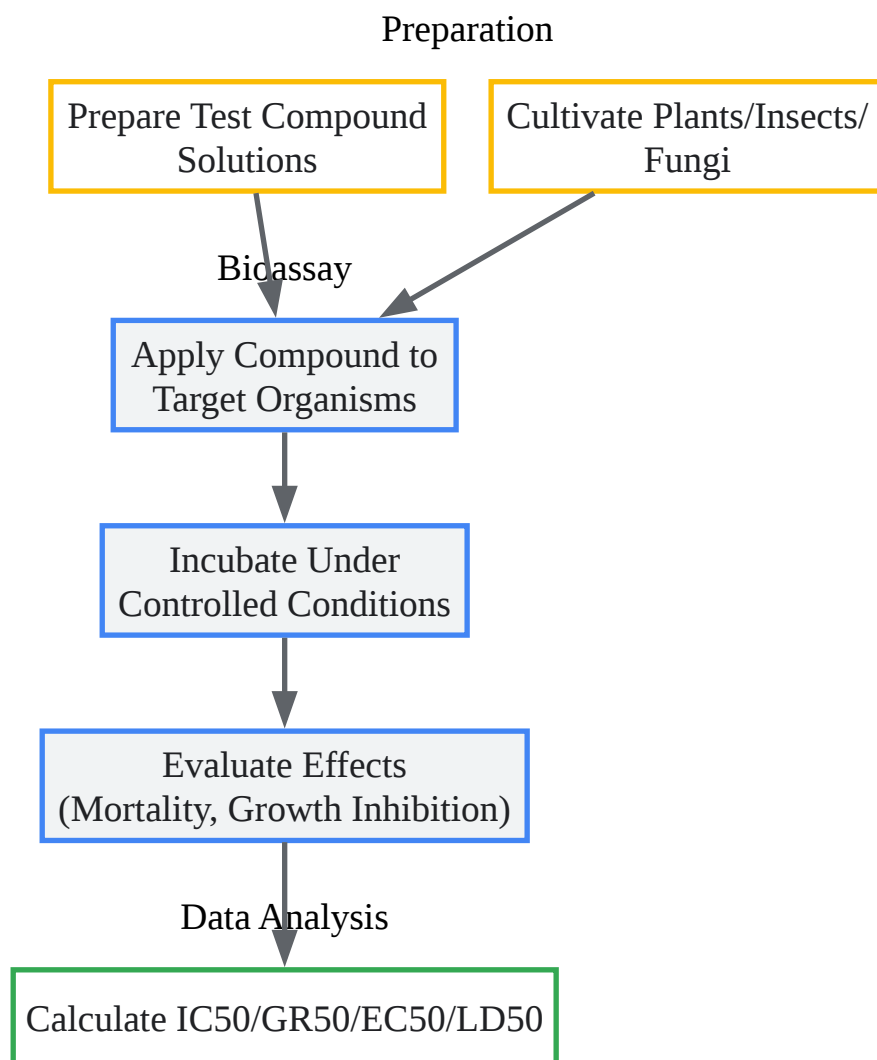 Preparation
Prepare Test Compound
Solutions
Cultivate Plants/Insects/
Fungi
Bioassay
Apply Compound to
Target Organisms
Incubate Under
Controlled Conditions
Evaluate Effects
(Mortality, Growth Inhibition)
Data Analysis
Calculate IC50/GR50/EC50/LD50